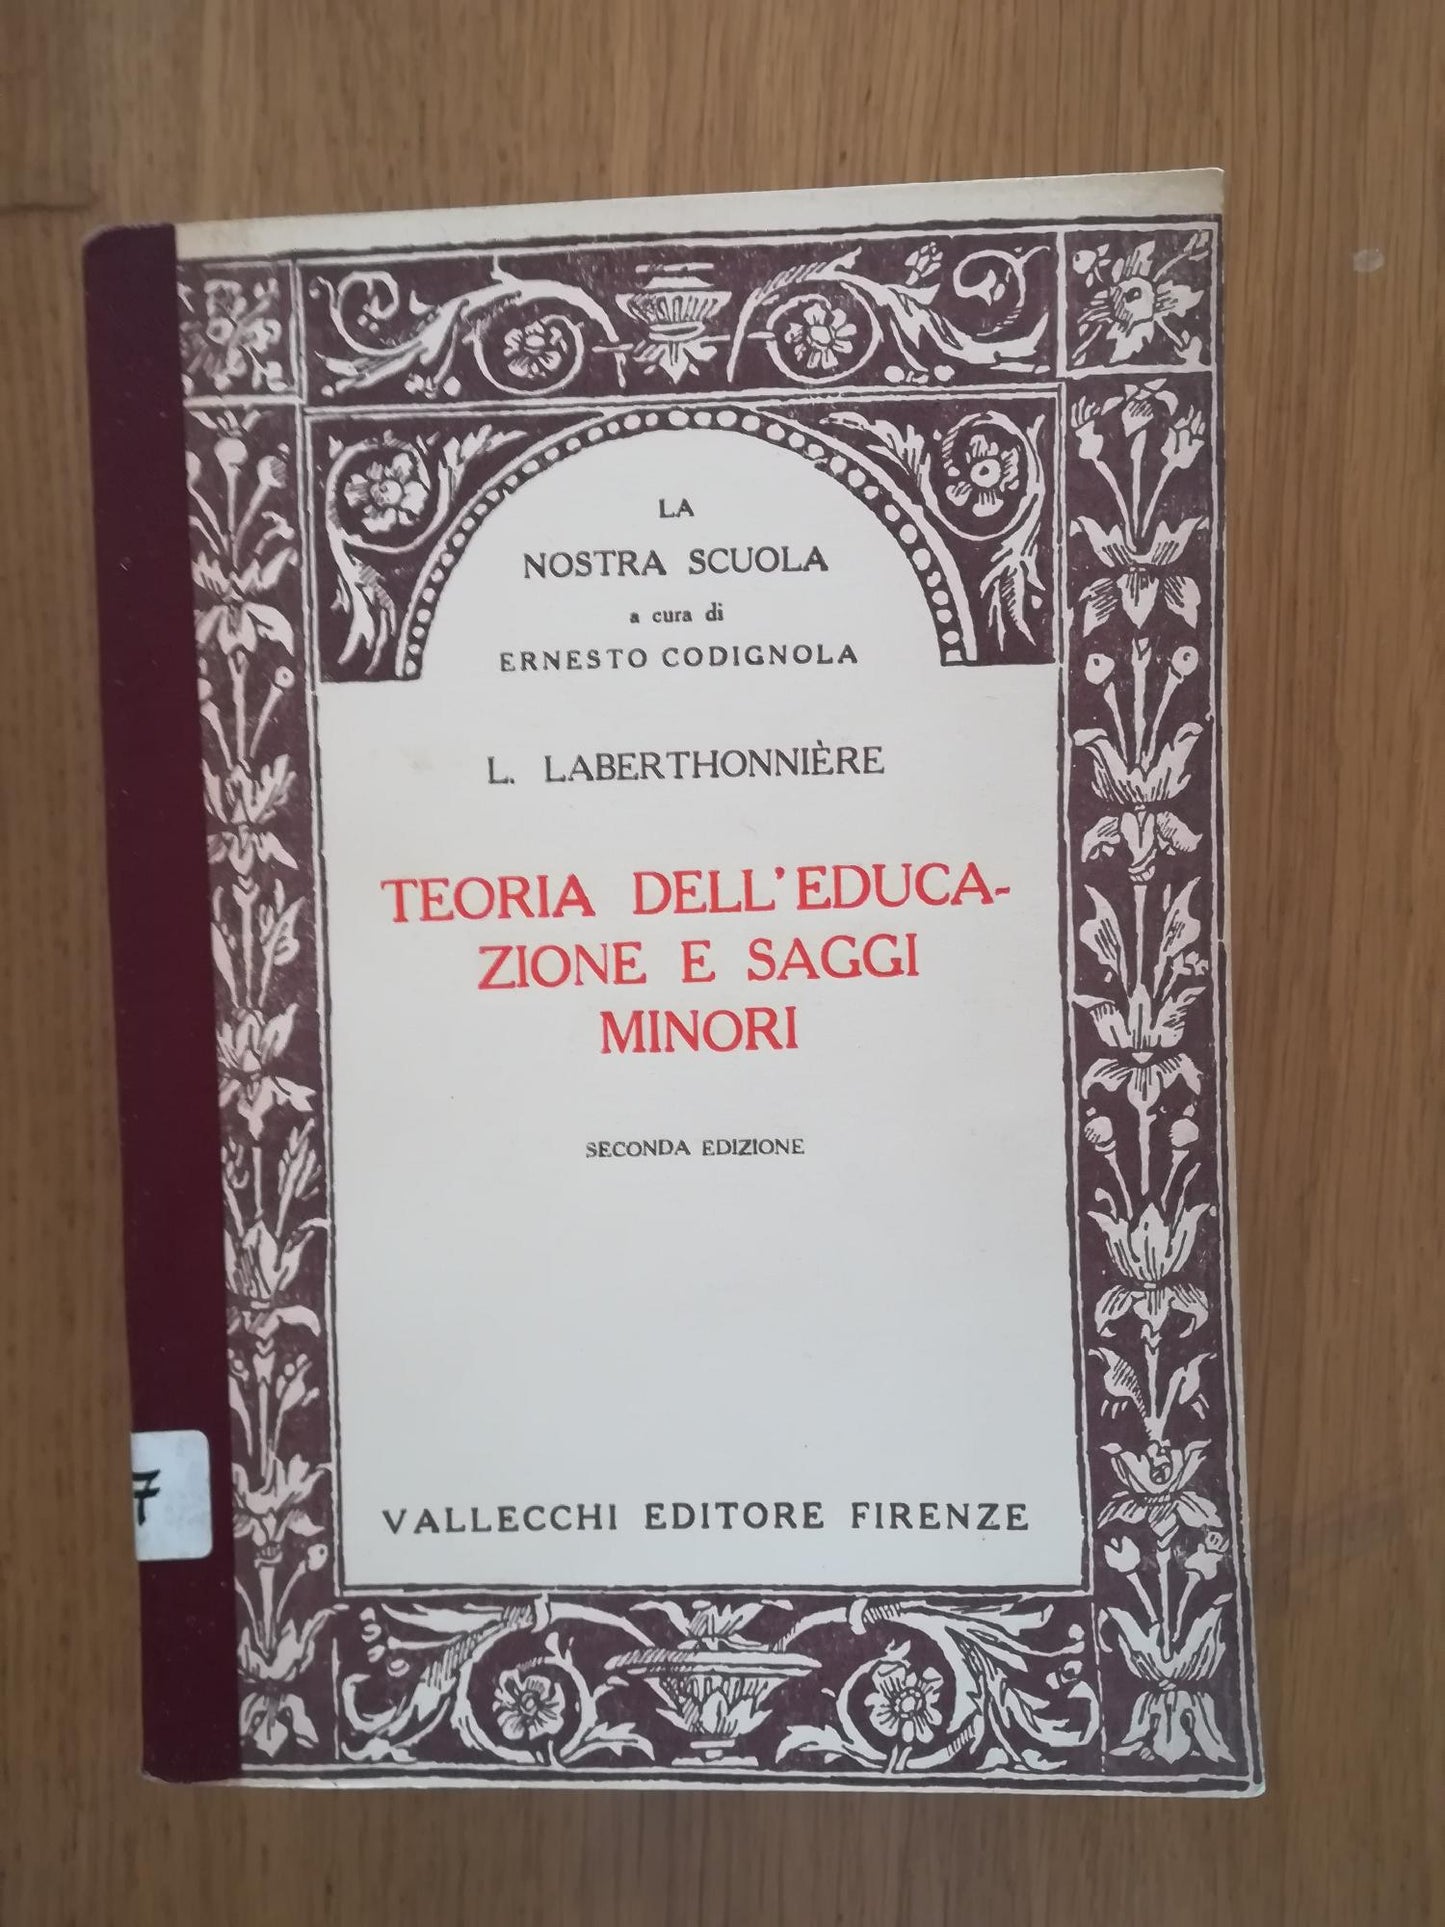 LA
NOSTRA SCUOLA
a cura di
ERNESTO CODIGNOLA
L. LABERTHONNIÈRE
TEORIA DELL'EDUCA-
ZIONE E SAGGI
MINORI
SECONDA EDIZIONE
7
VALLECCHI EDITORE FIRENZE